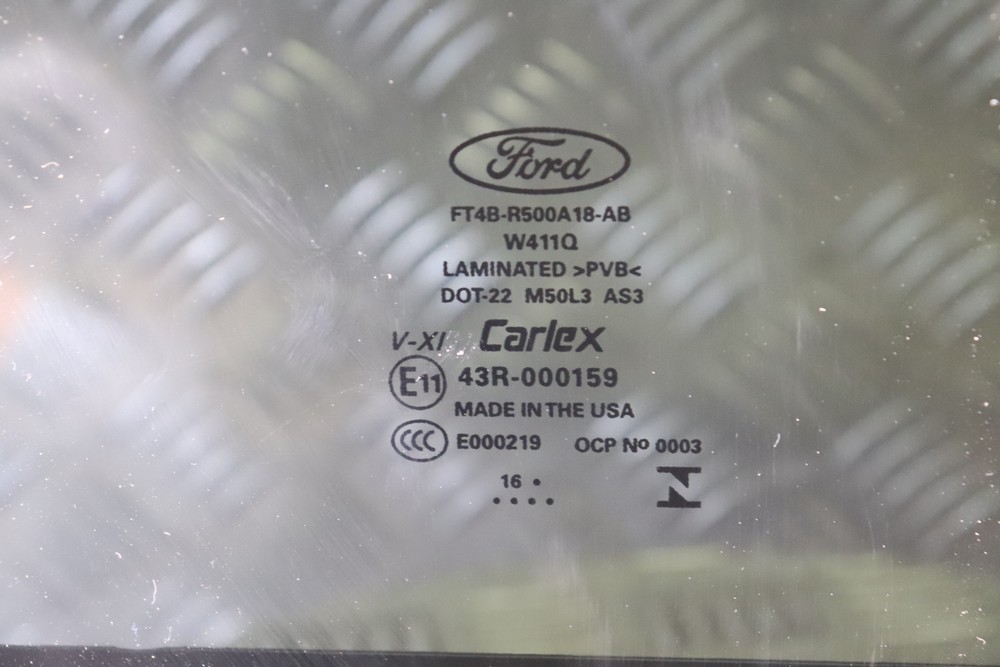 Ford
FT4B-R500A18-AB
W411Q
LAMINATED >PVB<
DOT-22 M50L3 AS3
V-XI Carlex
E11 43R-000159
MADE IN THE USA
CCC E000219 OCP Nº 0003
16 •
• • • •